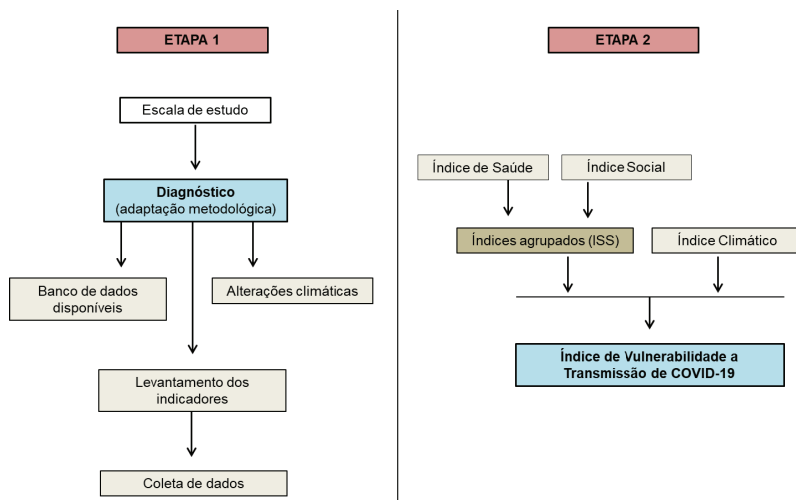 ETAPA 1
Escala de estudo
Diagnóstico
(adaptação metodológica)
Banco de dados
disponíveis
Alterações climáticas
Levantamento dos
indicadores
Coleta de dados
ETAPA 2
Índice de Saúde
Índice Social
Índices agrupados (ISS)
Índice Climático
Índice de Vulnerabilidade a
Transmissão de COVID-19